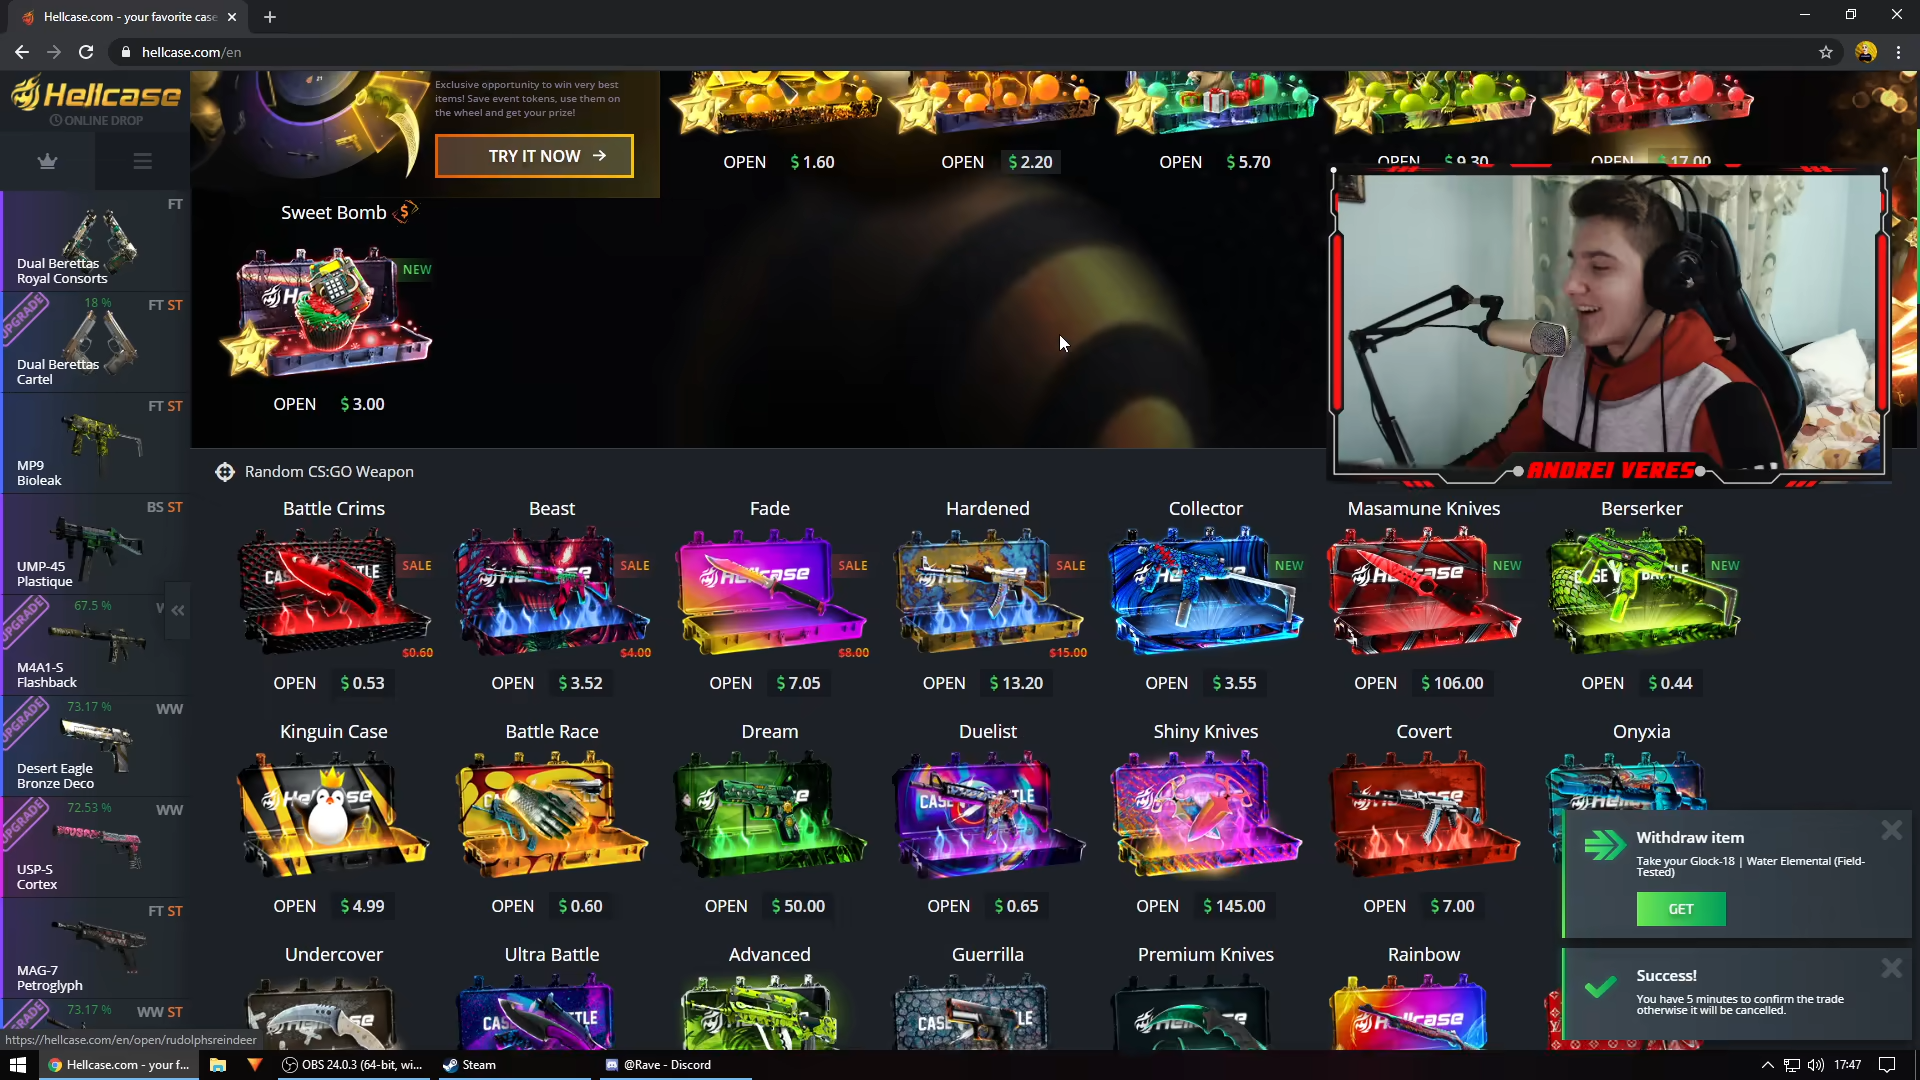 Hellcase.com - your favorite case
hellcase.com/en
Hellcase
ONLINE DROP
Exclusive opportunity to win very best
items! Save event tokens, use them on
the wheel and get your prize!
TRY IT NOW
OPEN $ 1.60
OPEN $ 2.20
OPEN $ 5.70
OPEN $ 9.30
OPEN $ 17.00
Sweet Bomb
NEW
OPEN $ 3.00
FT
Dual Berettas
Royal Consorts
UPGRADE
18 %
FT ST
Dual Berettas
Cartel
FT ST
MP9
Bioleak
BS ST
UMP-45
Plastique
UPGRADE
67.5 %
M4A1-S
Flashback
UPGRADE
73.17 %
WW
Desert Eagle
Bronze Deco
UPGRADE
72.53 %
WW
USP-S
Cortex
FT ST
MAG-7
Petroglyph
73.17 %
WW ST
ANDREI VERES
Random CS:GO Weapon
Battle Crims
SALE
$0.60
OPEN $ 0.53
Beast
SALE
$4.00
OPEN $ 3.52
Fade
SALE
$8.00
OPEN $ 7.05
Hardened
SALE
$15.00
OPEN $ 13.20
Collector
NEW
OPEN $ 3.55
Masamune Knives
NEW
OPEN $ 106.00
Berserker
NEW
OPEN $ 0.44
Kinguin Case
OPEN $ 4.99
Battle Race
OPEN $ 0.60
Dream
OPEN $ 50.00
Duelist
OPEN $ 0.65
Shiny Knives
OPEN $ 145.00
Covert
OPEN $ 7.00
Onyxia
Undercover
Ultra Battle
Advanced
Guerrilla
Premium Knives
Rainbow
Withdraw item
Take your Glock-18 | Water Elemental (Field-
Tested)
GET
Success!
You have 5 minutes to confirm the trade
otherwise it will be cancelled.
https://hellcase.com/en/open/rudolphsreindeer
Hellcase.com - your f...
OBS 24.0.3 (64-bit, wi...
Steam
@Rave - Discord
17:47